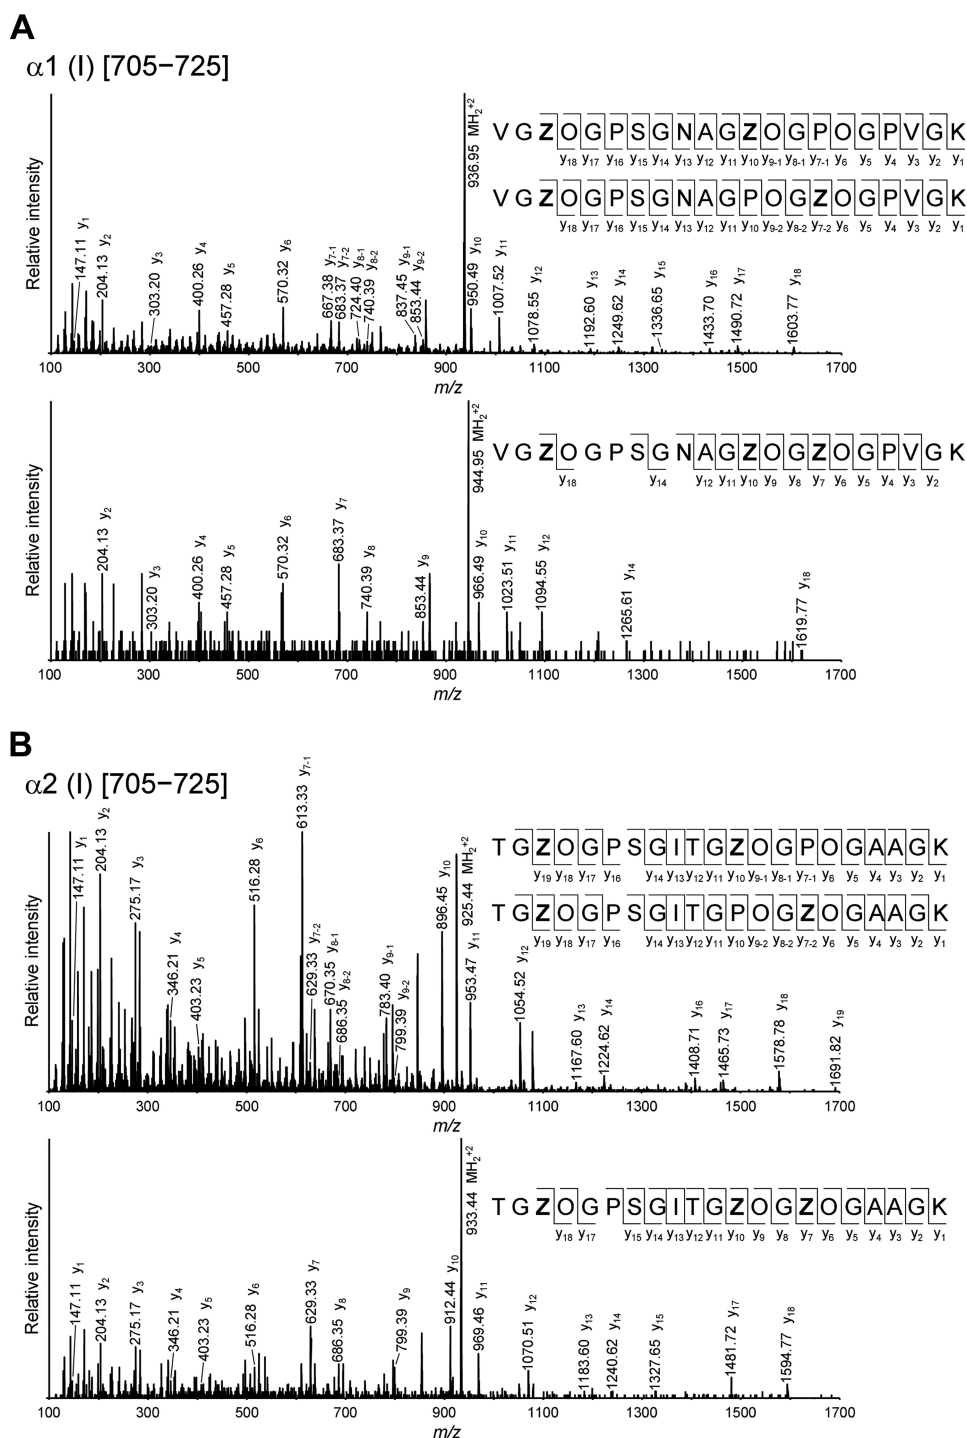 A
α1 (I) [705−725]
Relative intensity
147.11 y1
204.13 y2
303.20 y3
400.26 y4
457.28 y5
570.32 y6
667.38 y7-1
683.37 y7-2
724.40 y8-1
740.39 y8-2
837.45 y9-1
853.44 y9-2
936.95 MH2+2
950.49 y10
1007.52 y11
1078.55 y12
1192.60 y13
1249.62 y14
1336.65 y15
1433.70 y16
1490.72 y17
1603.77 y18
V G Z O G P S G N A G Z O G P O G P V G K
y18 y17 y16 y15 y14 y13 y12 y11 y10 y9-1 y8-1 y7-1 y6 y5 y4 y3 y2 y1
V G Z O G P S G N A G P O G Z O G P V G K
y18 y17 y16 y15 y14 y13 y12 y11 y10 y9-2 y8-2 y7-2 y6 y5 y4 y3 y2 y1
100 300 500 700 900 1100 1300 1500 1700
m/z
Relative intensity
204.13 y2
303.20 y3
400.26 y4
457.28 y5
570.32 y6
683.37 y7
740.39 y8
853.44 y9
944.95 MH2+2
966.49 y10
1023.51 y11
1094.55 y12
1265.61 y14
1619.77 y18
V G Z O G P S G N A G Z O G Z O G P V G K
y18 y14 y12 y11 y10 y9 y8 y7 y6 y5 y4 y3 y2
100 300 500 700 900 1100 1300 1500 1700
m/z
B
α2 (I) [705−725]
Relative intensity
147.11 y1
204.13 y2
275.17 y3
346.21 y4
403.23 y5
516.28 y6
613.33 y7-1
629.33 y7-2
670.35 y8-1
686.35 y8-2
783.40 y9-1
799.39 y9-2
896.45 y10
925.44 MH2+2
953.47 y11
1054.52 y12
1167.60 y13
1224.62 y14
1408.71 y16
1465.73 y17
1578.78 y18
1691.82 y19
T G Z O G P S G I T G Z O G P O G A A G K
y19 y18 y17 y16 y14 y13 y12 y11 y10 y9-1 y8-1 y7-1 y6 y5 y4 y3 y2 y1
T G Z O G P S G I T G P O G Z O G A A G K
y19 y18 y17 y16 y14 y13 y12 y11 y10 y9-2 y8-2 y7-2 y6 y5 y4 y3 y2 y1
100 300 500 700 900 1100 1300 1500 1700
m/z
Relative intensity
147.11 y1
204.13 y2
275.17 y3
346.21 y4
403.23 y5
516.28 y6
629.33 y7
686.35 y8
799.39 y9
912.44 y10
933.44 MH2+2
969.46 y11
1070.51 y12
1183.60 y13
1240.62 y14
1327.65 y15
1481.72 y17
1594.77 y18
T G Z O G P S G I T G Z O G Z O G A A G K
y18 y17 y15 y14 y13 y12 y11 y10 y9 y8 y7 y6 y5 y4 y3 y2 y1
100 300 500 700 900 1100 1300 1500 1700
m/z